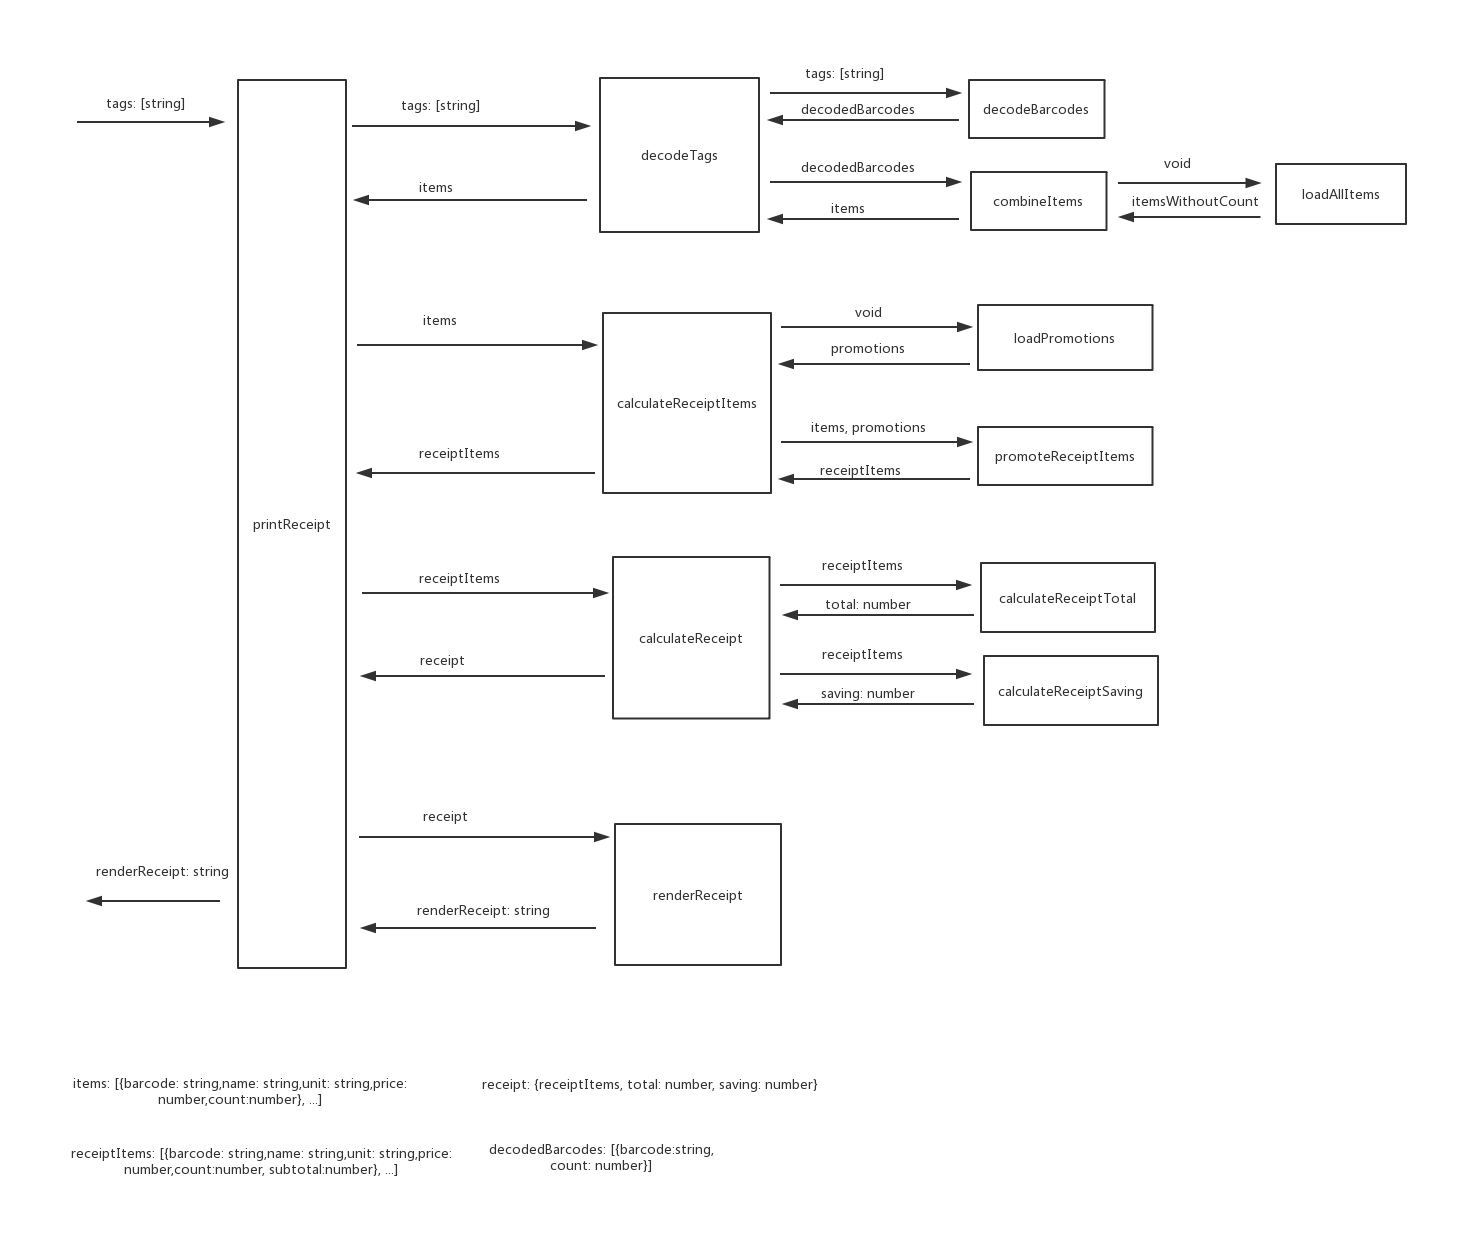 tags: [string]
tags: [string]
tags: [string]
decodedBarcodes
decodeBarcodes
decodeTags
items
decodedBarcodes
items
combineItems
void
itemsWithoutCount
loadAllItems
items
void
promotions
loadPromotions
calculateReceiptItems
items, promotions
receiptItems
promoteReceiptItems
receiptItems
printReceipt
receiptItems
receiptItems
total: number
calculateReceiptTotal
calculateReceipt
receipt
receiptItems
saving: number
calculateReceiptSaving
receipt
renderReceipt: string
renderReceipt
renderReceipt: string
items: [{barcode: string,name: string,unit: string,price:
number,count:number}, ...]
receipt: {receiptItems, total: number, saving: number}
receiptItems: [{barcode: string,name: string,unit: string,price:
number,count:number, subtotal:number}, ...]
decodedBarcodes: [{barcode:string,
count: number}]